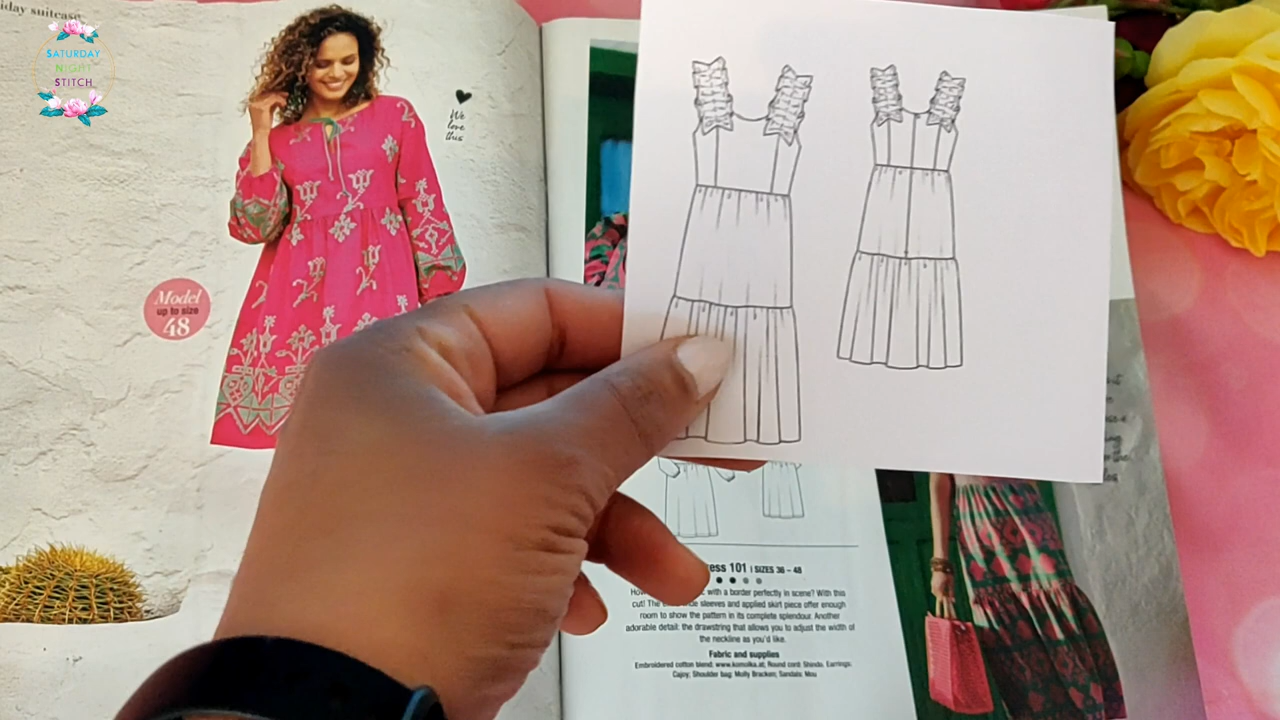 iday suitcase
SATURDAY
NIGHT
STITCH
We
love
this
Model
up to size
48
ess 101 | SIZES 36 – 48
with a border perfectly in scene? With this
cut! The sleeves and applied skirt piece offer enough
room to show the pattern in its complete splendour. Another
adorable detail: the drawstring that allows you to adjust the width of
the neckline as you'd like.
Fabric and supplies
Embroidered cotton blend: www.komolka.at; Round cord: Shindo. Earrings:
Cajoy; Shoulder bag: Molly Bracken; Sandals: Mou